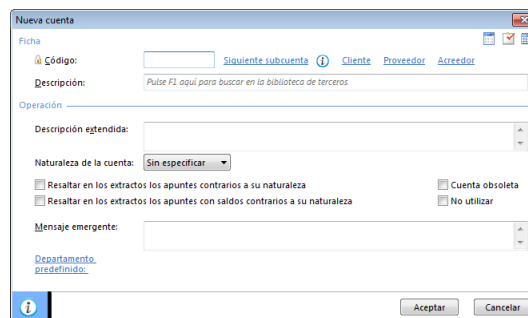 Nueva cuenta
Ficha
Código: Siguiente subcuenta Cliente Proveedor Acreedor
Descripción: Pulse F1 aquí para buscar en la biblioteca de terceros
Operación
Descripción extendida:
Naturaleza de la cuenta: Sin especificar
Resaltar en los extractos los apuntes contrarios a su naturaleza Cuenta obsoleta
Resaltar en los extractos los apuntes con saldos contrarios a su naturaleza No utilizar
Mensaje emergente:
Departamento
predefinido:
Aceptar Cancelar